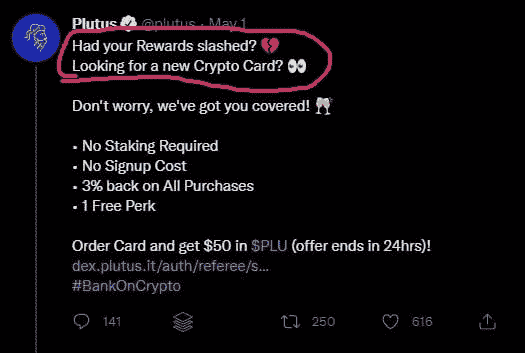 Plutus @plutus · May 1
Had your Rewards slashed? 💔
Looking for a new Crypto Card? 👀
Don't worry, we've got you covered! 🥂
• No Staking Required
• No Signup Cost
• 3% back on All Purchases
• 1 Free Perk
Order Card and get $50 in $PLU (offer ends in 24hrs)!
dex.plutus.it/auth/referee/s...
#BankOnCrypto
141 250 616